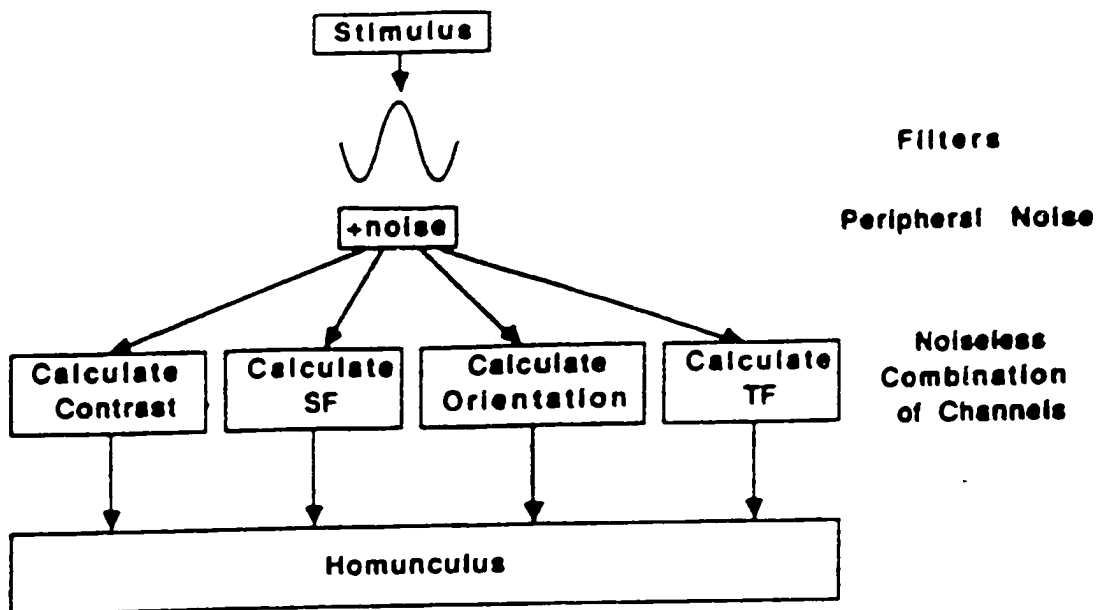 Stimulus
Filters
+noise
Peripheral Noise
Calculate
Contrast
Calculate
SF
Calculate
Orientation
Calculate
TF
Noiseless
Combination
of Channels
Homunculus